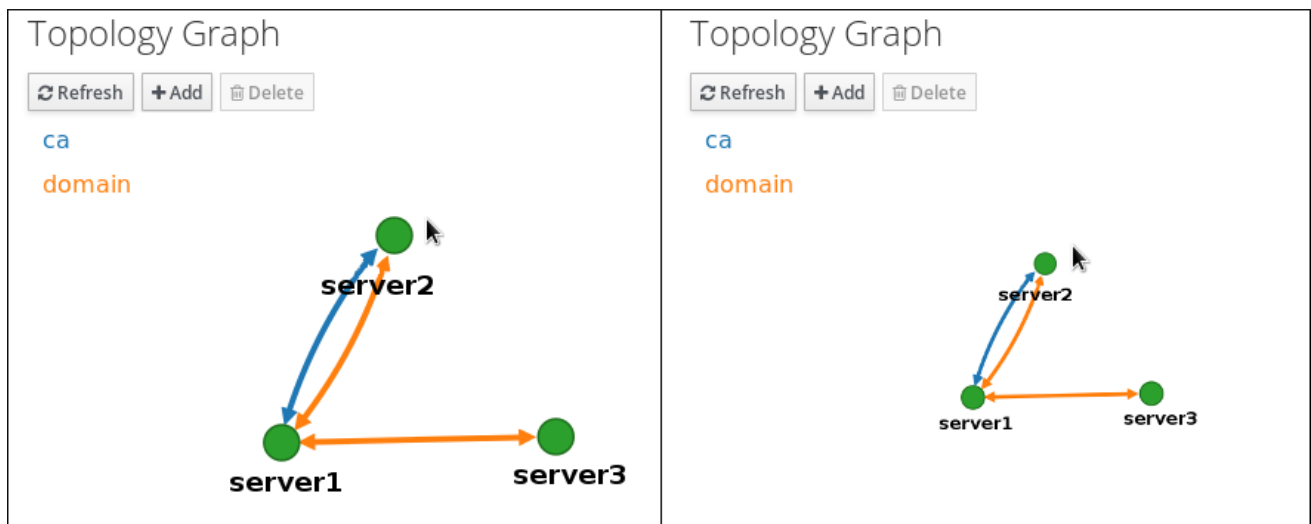 Topology Graph
Refresh Add Delete
ca
domain
server2
server1
server3
Topology Graph
Refresh Add Delete
ca
domain
server2
server1
server3